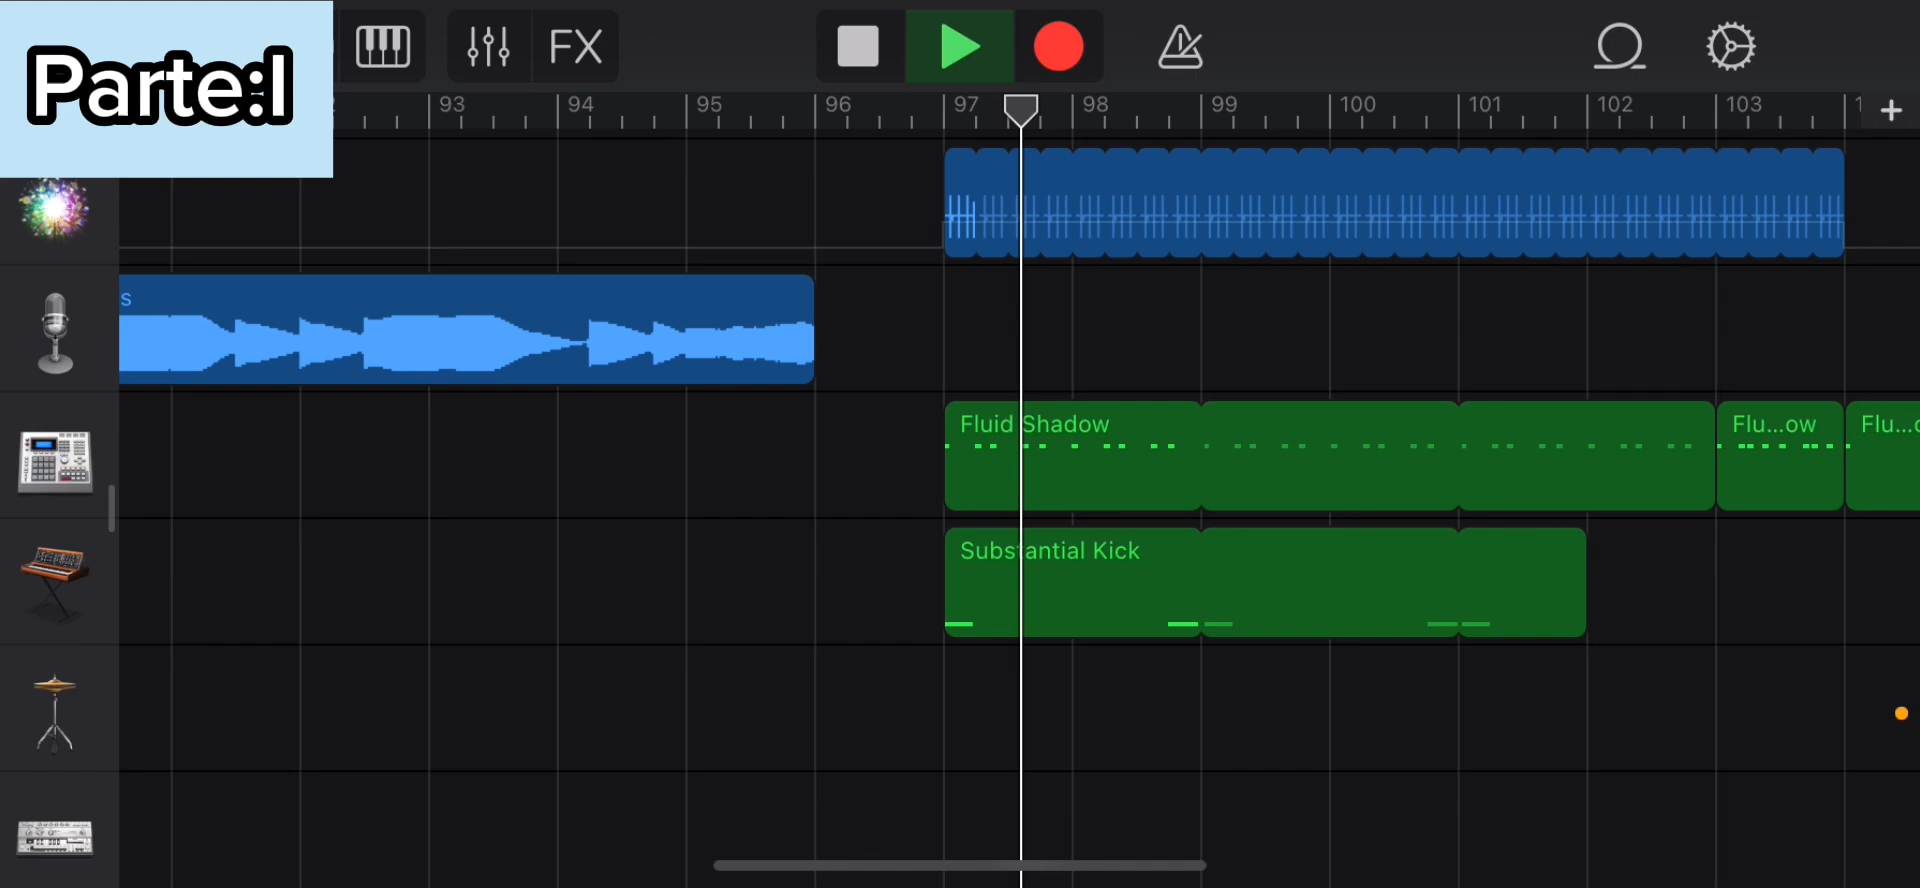 Parte:I
FX
93 94 95 96 97 98 99 100 101 102 103
s
Fluid Shadow Flu...ow
Substantial Kick